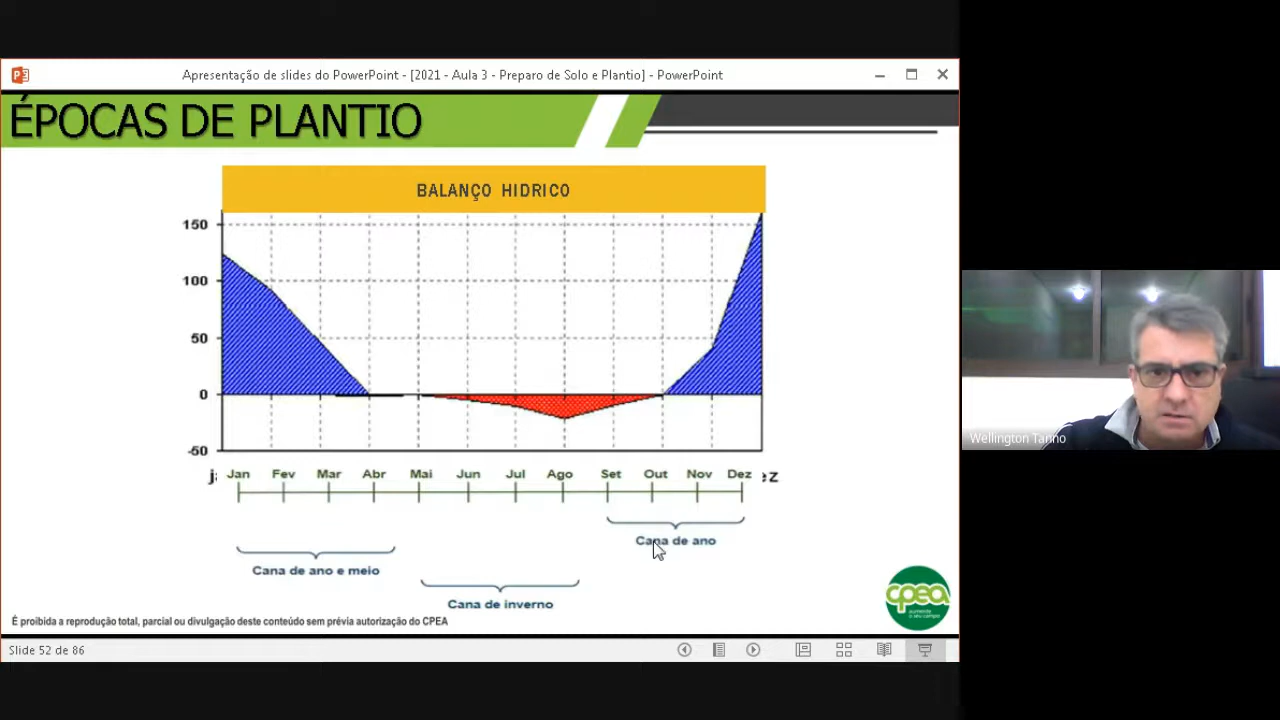 Apresentação de slides do PowerPoint - [2021 - Aula 3 - Preparo de Solo e Plantio] - PowerPoint
ÉPOCAS DE PLANTIO
BALANÇO HIDRICO
150
100
50
0
-50
Jan Fev Mar Abr Mai Jun Jul Ago Set Out Nov Dez
Cana de ano
Cana de ano e meio
Cana de inverno
cpea
É proibida a reprodução total, parcial ou divulgação deste conteúdo sem prévia autorização do CPEA
Slide 52 de 86
Wellington Tarino